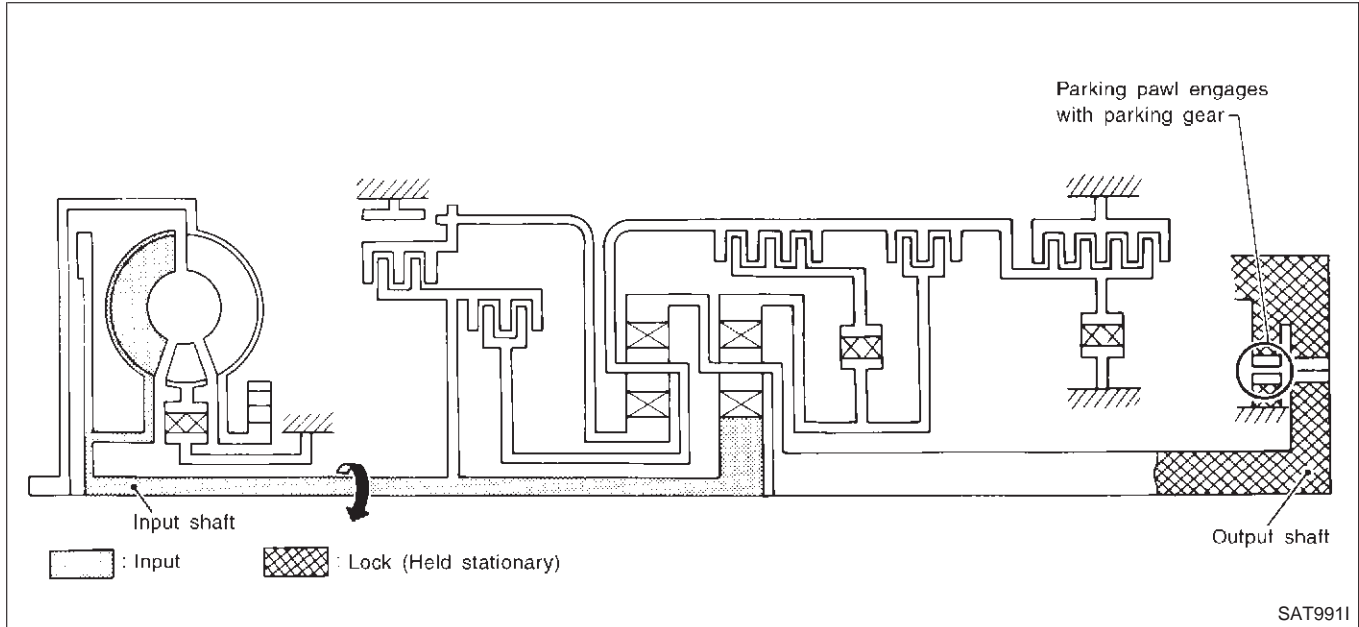 Parking pawl engages
with parking gear
Input shaft
Output shaft
: Input
: Lock (Held stationary)
SAT991I